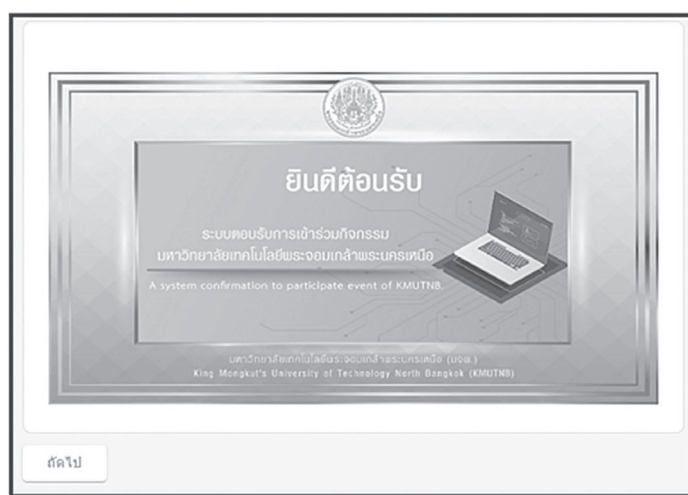 ยินดีต้อนรับ
ระบบตอบรับการเข้าร่วมกิจกรรม
มหาวิทยาลัยเทคโนโลยีพระจอมเกล้าพระนครเหนือ
A system confirmation to participate event of KMUTNB.
มหาวิทยาลัยเทคโนโลยีพระจอมเกล้าพระนครเหนือ (มจพ.)
King Mongkut's University of Technology North Bangkok (KMUTNB)
ถัดไป